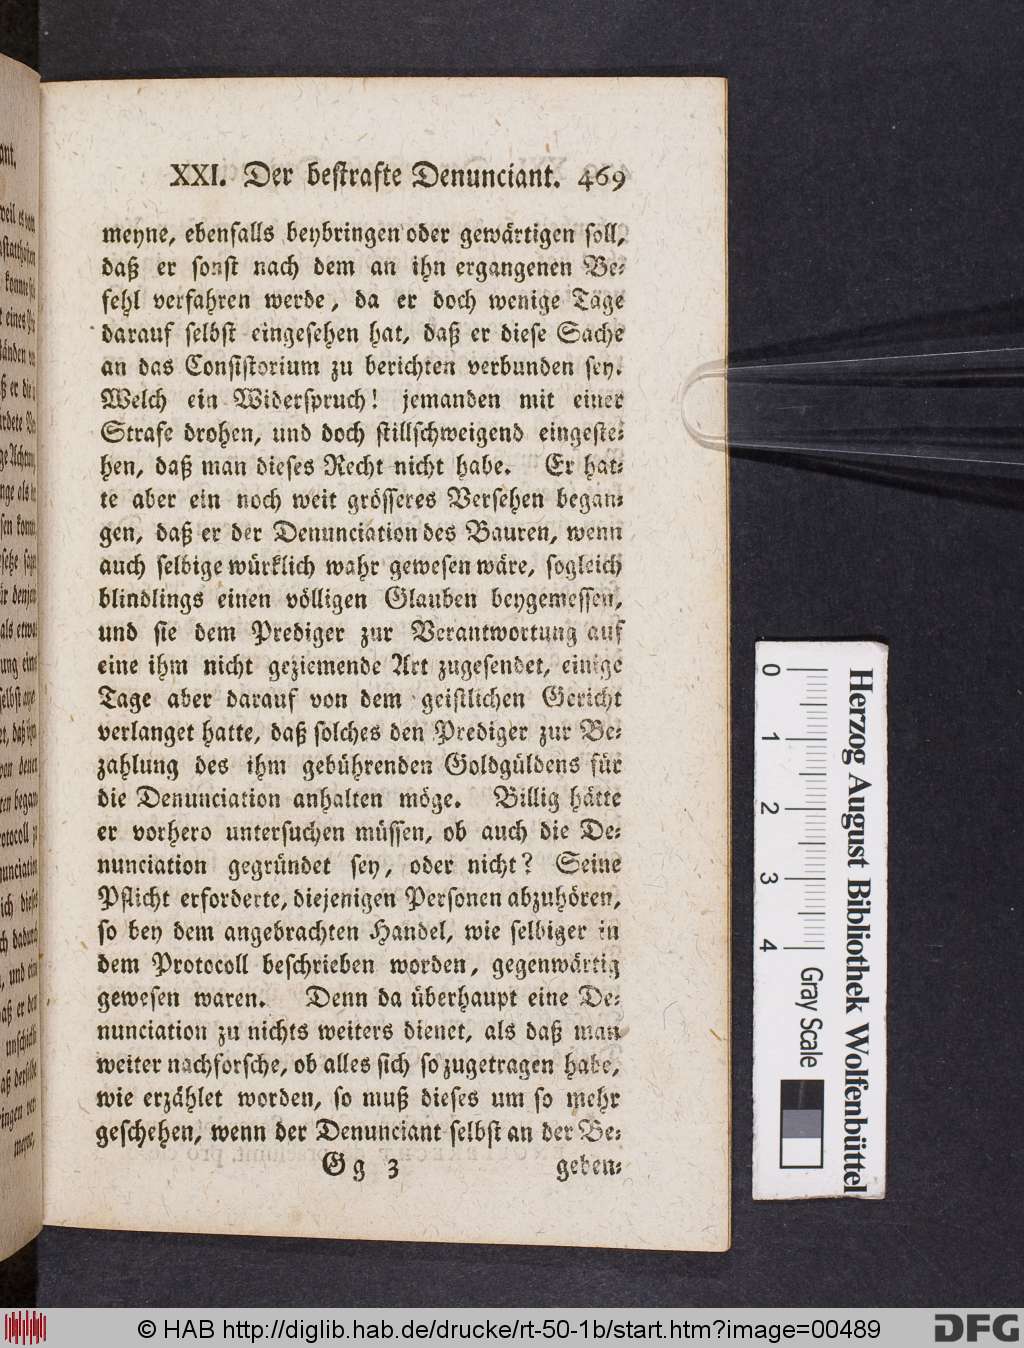 XXI. Der bestrafte Denunciant. 469
meyne, ebenfalls beybringen oder gewärtigen soll,
daß er sonst nach dem an ihn ergangenen Be⸗
fehl verfahren werde, da er doch wenige Tage
darauf selbst eingesehen hat, daß er diese Sache
an das Consistorium zu berichten verbunden sey.
Welch ein Widerspruch! jemanden mit einer
Strafe drohen, und doch stillschweigend eingeste⸗
hen, daß man dieses Recht nicht habe. Er hat⸗
te aber ein noch weit grösseres Versehen began⸗
gen, daß er der Denunciation des Bauren, wenn
auch selbige würklich wahr gewesen wäre, sogleich
blindlings einen völligen Glauben beygemessen,
und sie dem Prediger zur Verantwortung auf
eine ihm nicht geziemende Art zugesendet, einige
Tage aber darauf von dem geistlichen Gericht
verlanget hatte, daß solches den Prediger zur Be⸗
zahlung des ihm gebührenden Goldgüldens für
die Denunciation anhalten möge. Billig hätte
er vorhero untersuchen müssen, ob auch die De⸗
nunciation gegründet sey, oder nicht? Seine
Pflicht erforderte, diejenigen Personen abzuhören,
so bey dem angebrachten Handel, wie selbiger in
dem Protocoll beschrieben worden, gegenwärtig
gewesen waren. Denn da überhaupt eine De⸗
nunciation zu nichts weiters dienet, als daß man
weiter nachforsche, ob alles sich so zugetragen habe,
wie erzählet worden, so muß dieses um so mehr
geschehen, wenn der Denunciant selbst an der Be⸗
Gg 3 geben⸗
0 1 2 3 4 Gray Scale
Herzog August Bibliothek Wolfenbüttel
© HAB http://diglib.hab.de/drucke/rt-50-1b/start.htm?image=00489
DFG